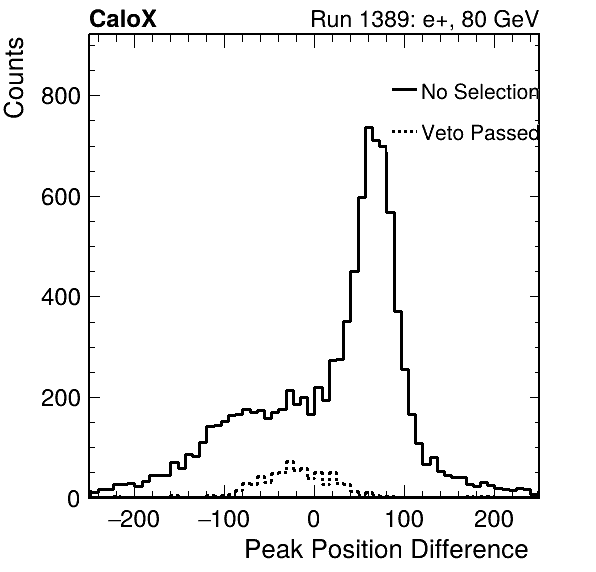 CaloX Run 1389: e+, 80 GeV
Counts
No Selection
Veto Passed
800
600
400
200
0
−200 −100 0 100 200
Peak Position Difference